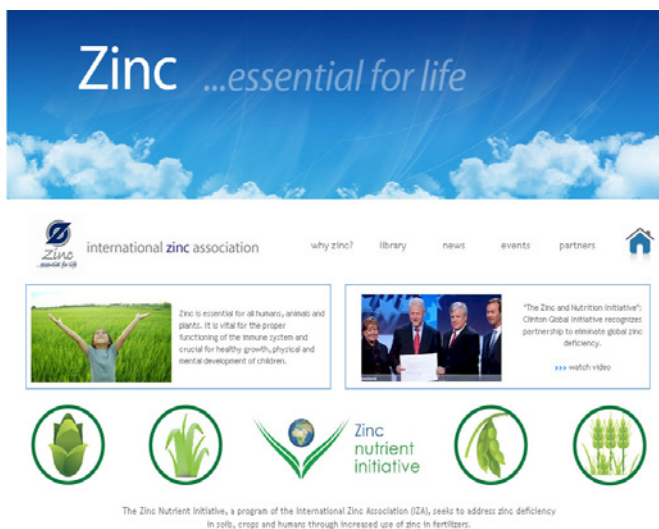 Zinc ...essential for life
Zinc
...essential for life
international zinc association
why zinc?
library
news
events
partners
Zinc is essential for all humans, animals and
plants. It is vital for the proper
functioning of the immune system and
crucial for healthy growth, physical and
mental development of children.
"The Zinc and Nutrition Initiative":
Clinton Global Initiative recognizes
partnership to eliminate global zinc
deficiency.
>>> watch video
Zinc
nutrient
initiative
The Zinc Nutrient Initiative, a program of the International Zinc Association (IZA), seeks to address zinc deficiency
in soils, crops and humans through increased use of zinc in fertilizers.